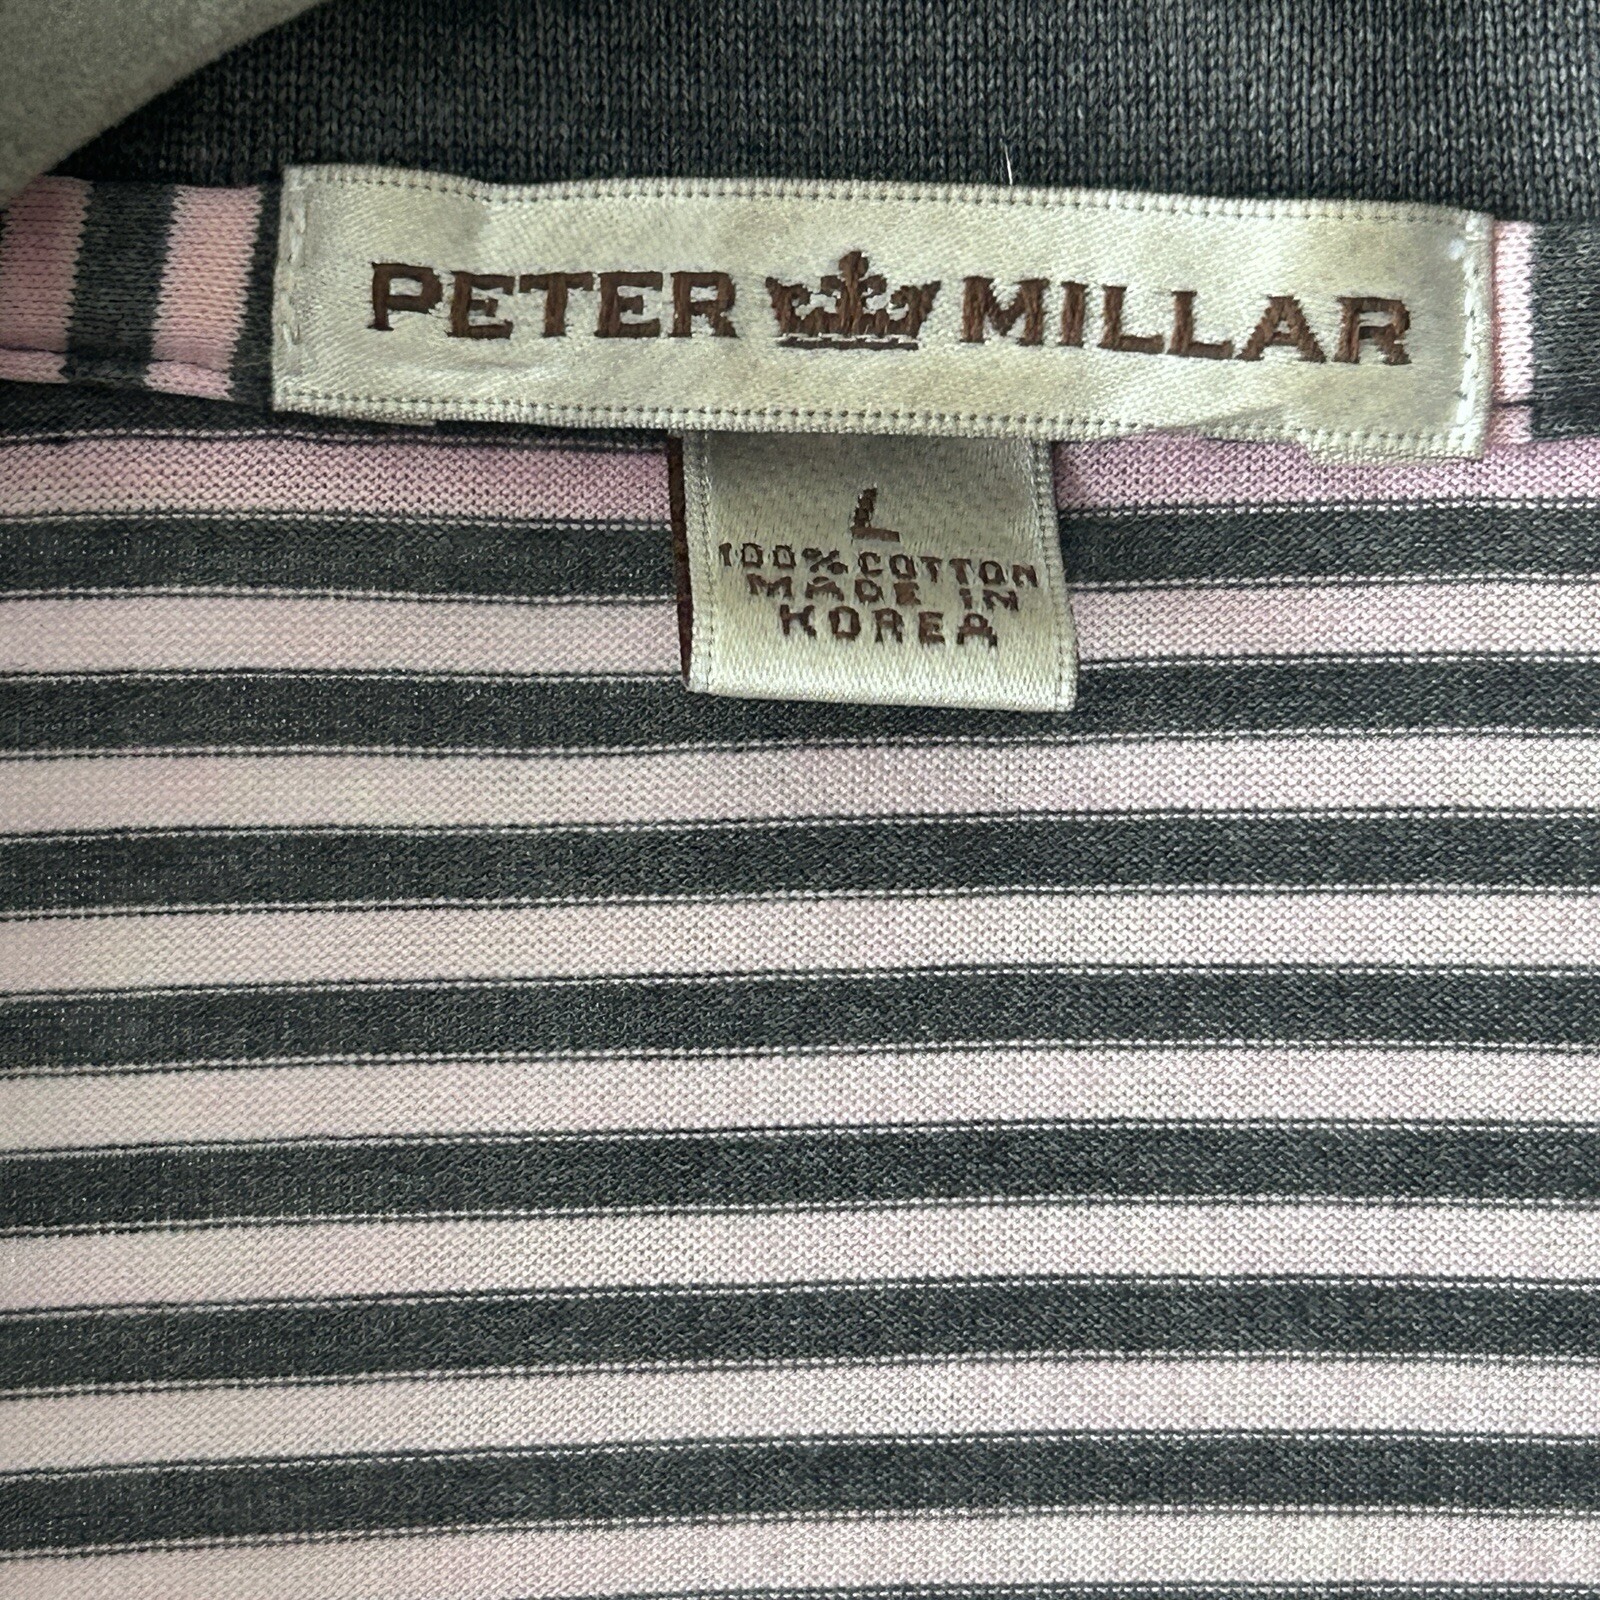 PETER MILLAR
L
100% COTTON
MADE IN
KOREA